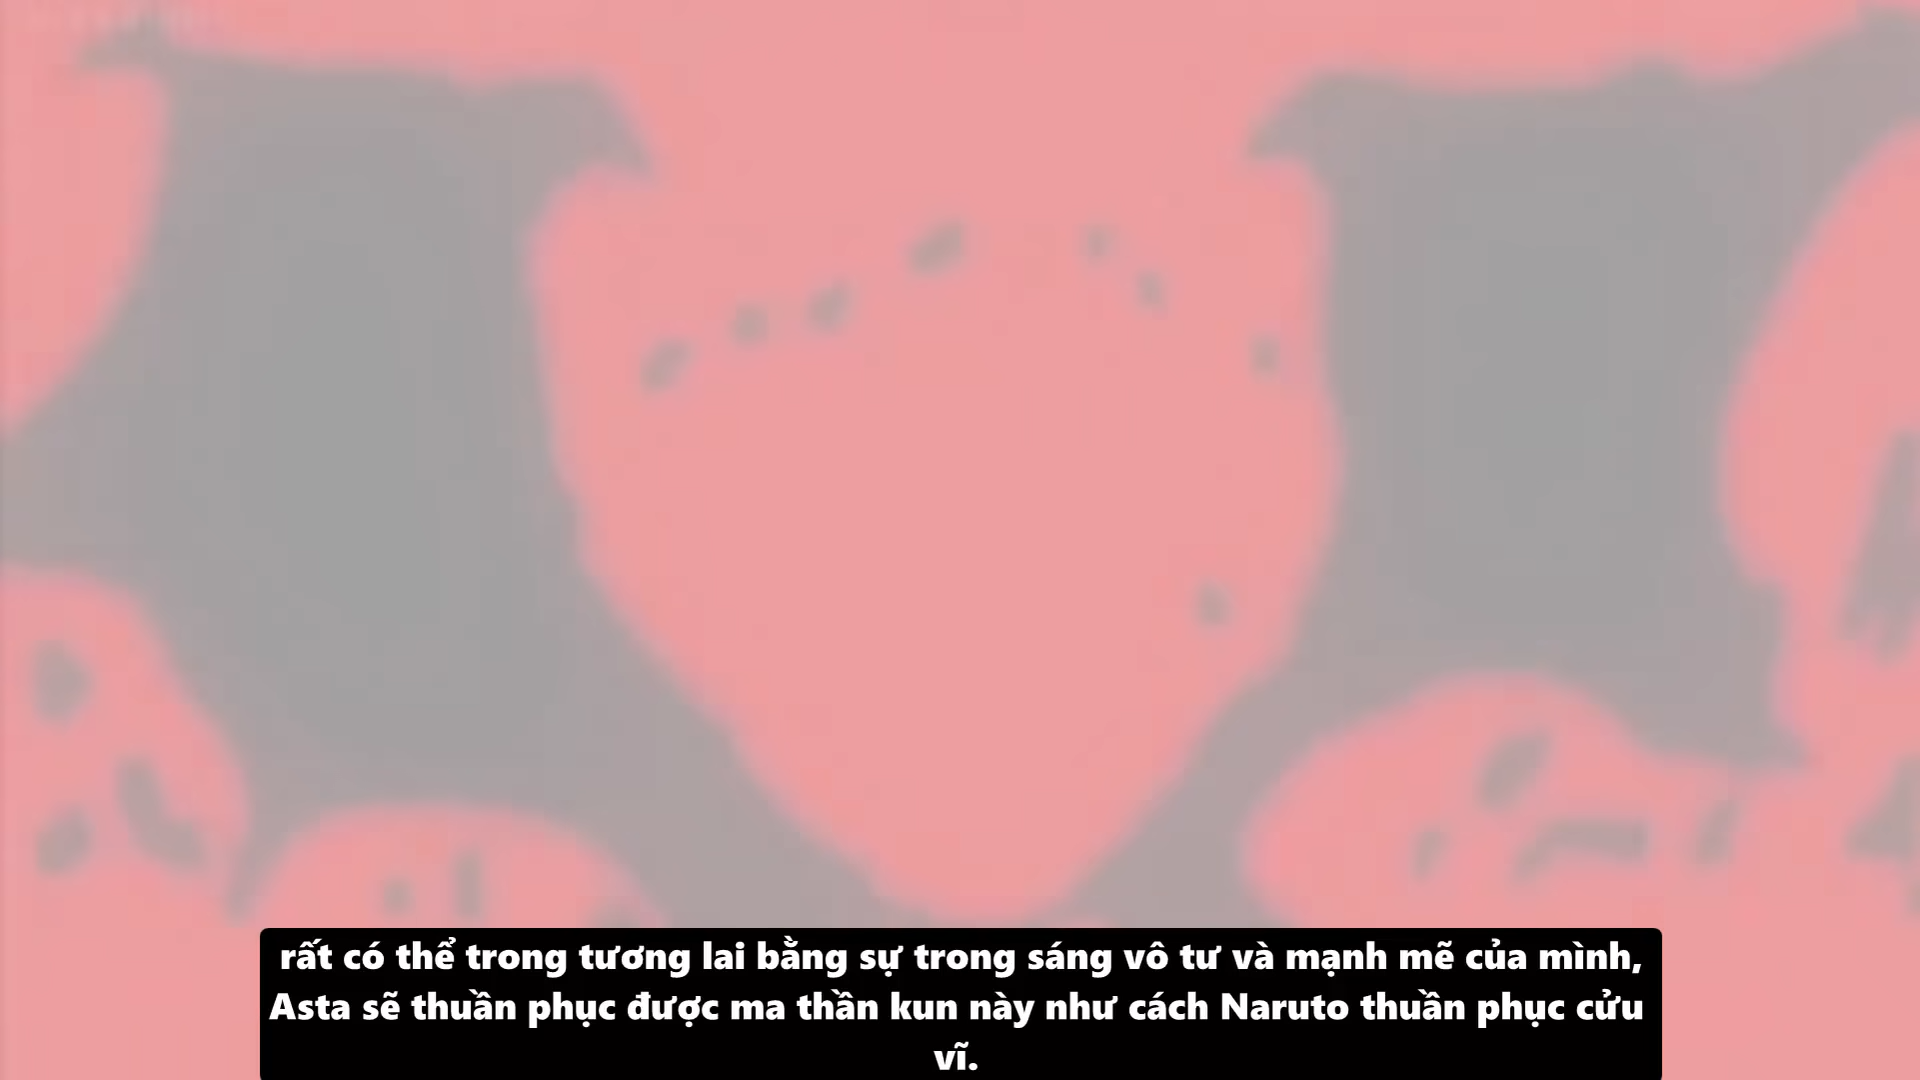 rất có thể trong tương lai bằng sự trong sáng vô tư và mạnh mẽ của mình,
Asta sẽ thuần phục được ma thần kun này như cách Naruto thuần phục cửu
vĩ.